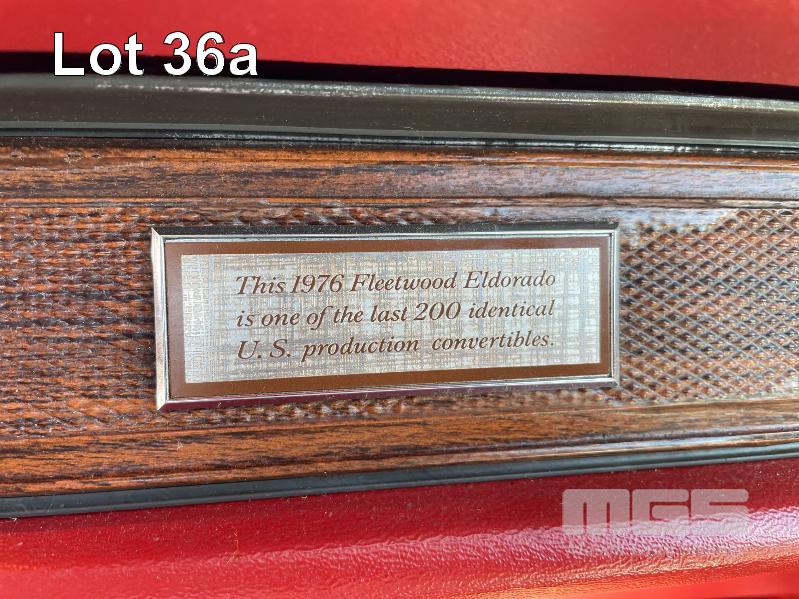 Lot 36a
This 1976 Fleetwood Eldorado
is one of the last 200 identical
U. S. production convertibles.
MGS